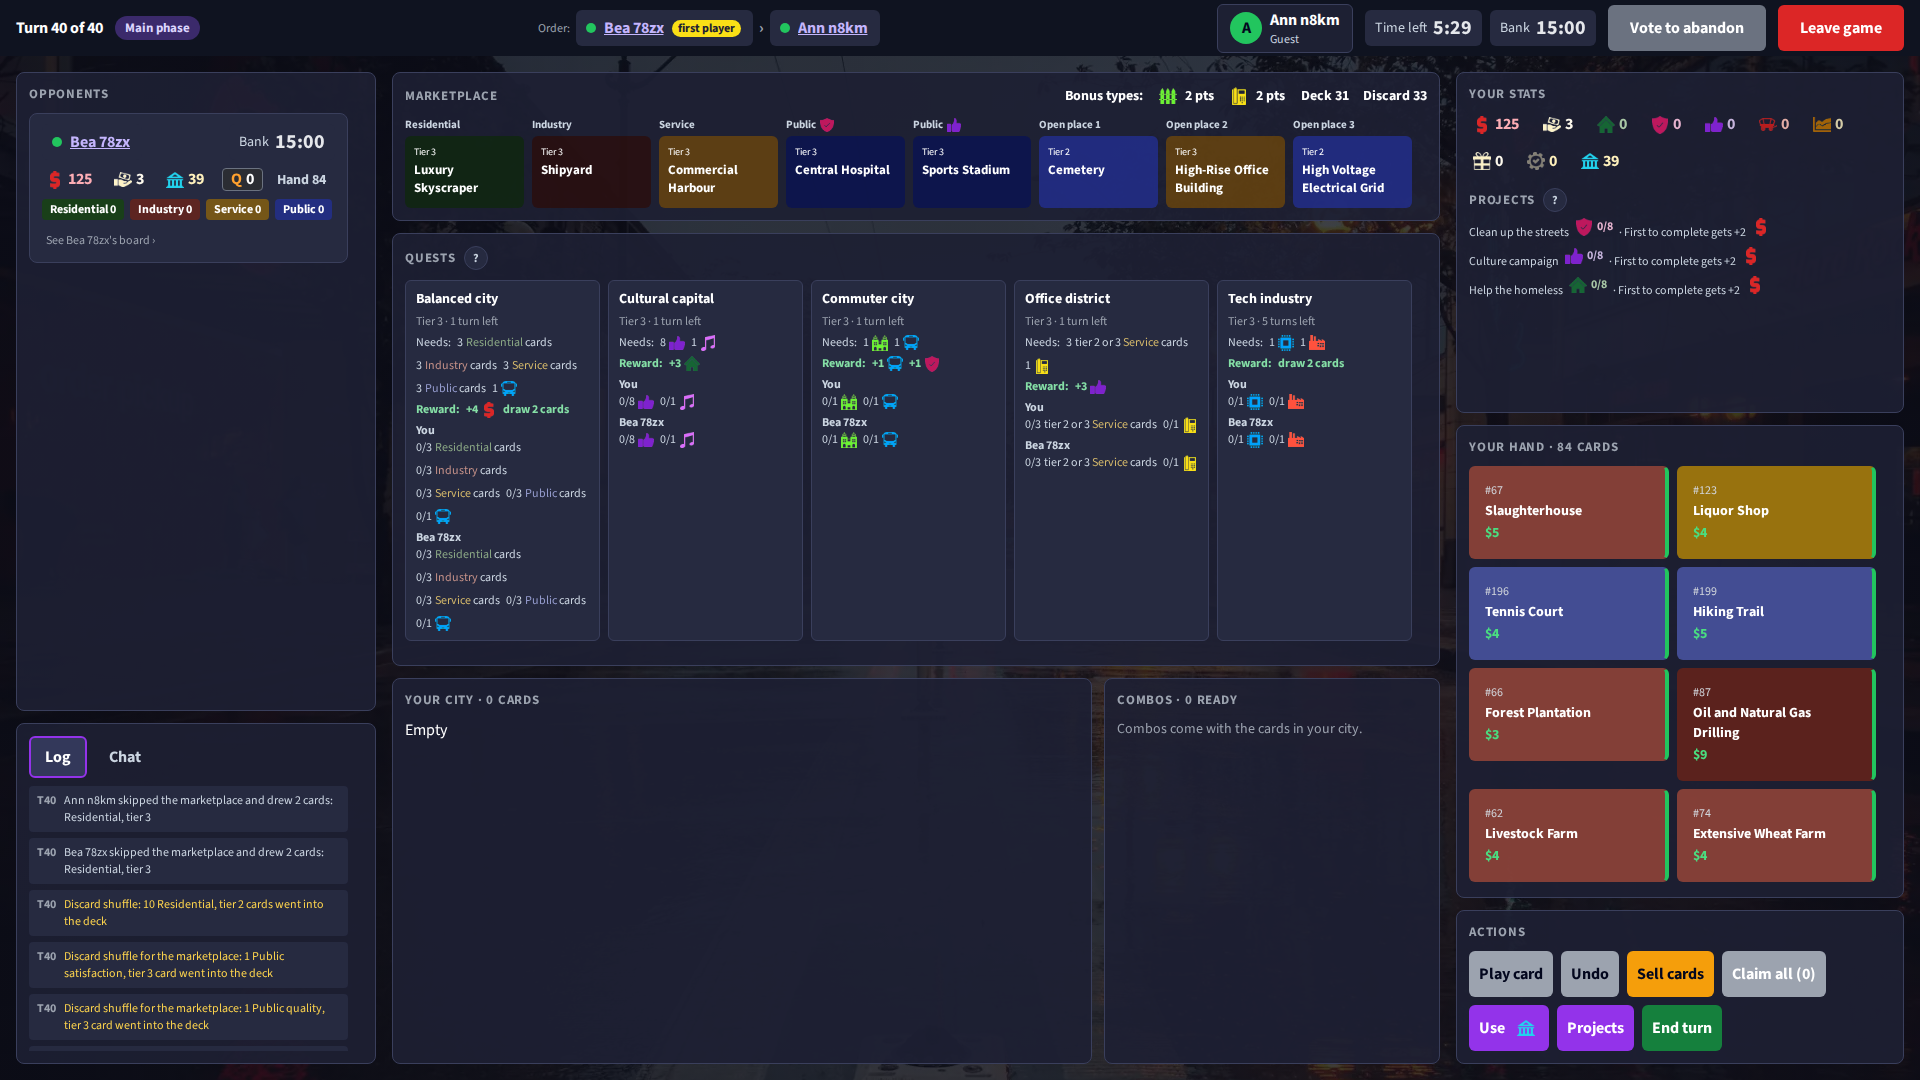 Turn 40 of 40
Main phase
Order:
Bea 78zx
first player
›
Ann n8km
A
Ann n8km
Guest
Time left 5:29
Bank 15:00
Vote to abandon
Leave game
OPPONENTS
Bea 78zx
Bank 15:00
125 3 39 Q 0 Hand 84
Residential 0 Industry 0 Service 0 Public 0
See Bea 78zx's board ›
Log
Chat
T40 Ann n8km skipped the marketplace and drew 2 cards:
Residential, tier 3
T40 Bea 78zx skipped the marketplace and drew 2 cards:
Residential, tier 3
T40 Discard shuffle: 10 Residential, tier 2 cards went into
the deck
T40 Discard shuffle for the marketplace: 1 Public
satisfaction, tier 3 card went into the deck
T40 Discard shuffle for the marketplace: 1 Public quality,
tier 3 card went into the deck
MARKETPLACE
Bonus types: 2 pts 2 pts Deck 31 Discard 33
Residential
Tier 3
Luxury
Skyscraper
Industry
Tier 3
Shipyard
Service
Tier 3
Commercial
Harbour
Public
Tier 3
Central Hospital
Public
Tier 3
Sports Stadium
Open place 1
Tier 2
Cemetery
Open place 2
Tier 3
High-Rise Office
Building
Open place 3
Tier 2
High Voltage
Electrical Grid
QUESTS ?
Balanced city
Tier 3 · 1 turn left
Needs: 3 Residential cards
3 Industry cards 3 Service cards
3 Public cards 1
Reward: +4 draw 2 cards
You
0/3 Residential cards
0/3 Industry cards
0/3 Service cards 0/3 Public cards
0/1
Bea 78zx
0/3 Residential cards
0/3 Industry cards
0/3 Service cards 0/3 Public cards
0/1
Cultural capital
Tier 3 · 1 turn left
Needs: 8 1
Reward: +3
You
0/8 0/1
Bea 78zx
0/8 0/1
Commuter city
Tier 3 · 1 turn left
Needs: 1 1
Reward: +1 +1
You
0/1 0/1
Bea 78zx
0/1 0/1
Office district
Tier 3 · 1 turn left
Needs: 3 tier 2 or 3 Service cards
1
Reward: +3
You
0/3 tier 2 or 3 Service cards 0/1
Bea 78zx
0/3 tier 2 or 3 Service cards 0/1
Tech industry
Tier 3 · 5 turns left
Needs: 1 1
Reward: draw 2 cards
You
0/1 0/1
Bea 78zx
0/1 0/1
YOUR CITY · 0 CARDS
Empty
COMBOS · 0 READY
Combos come with the cards in your city.
YOUR STATS
125 3 0 0 0 0 0
0 0 39
PROJECTS ?
Clean up the streets 0/8 · First to complete gets +2
Culture campaign 0/8 · First to complete gets +2
Help the homeless 0/8 · First to complete gets +2
YOUR HAND · 84 CARDS
#67
Slaughterhouse
$5
#123
Liquor Shop
$4
#196
Tennis Court
$4
#199
Hiking Trail
$5
#66
Forest Plantation
$3
#87
Oil and Natural Gas
Drilling
$9
#62
Livestock Farm
$4
#74
Extensive Wheat Farm
$4
ACTIONS
Play card
Undo
Sell cards
Claim all (0)
Use
Projects
End turn